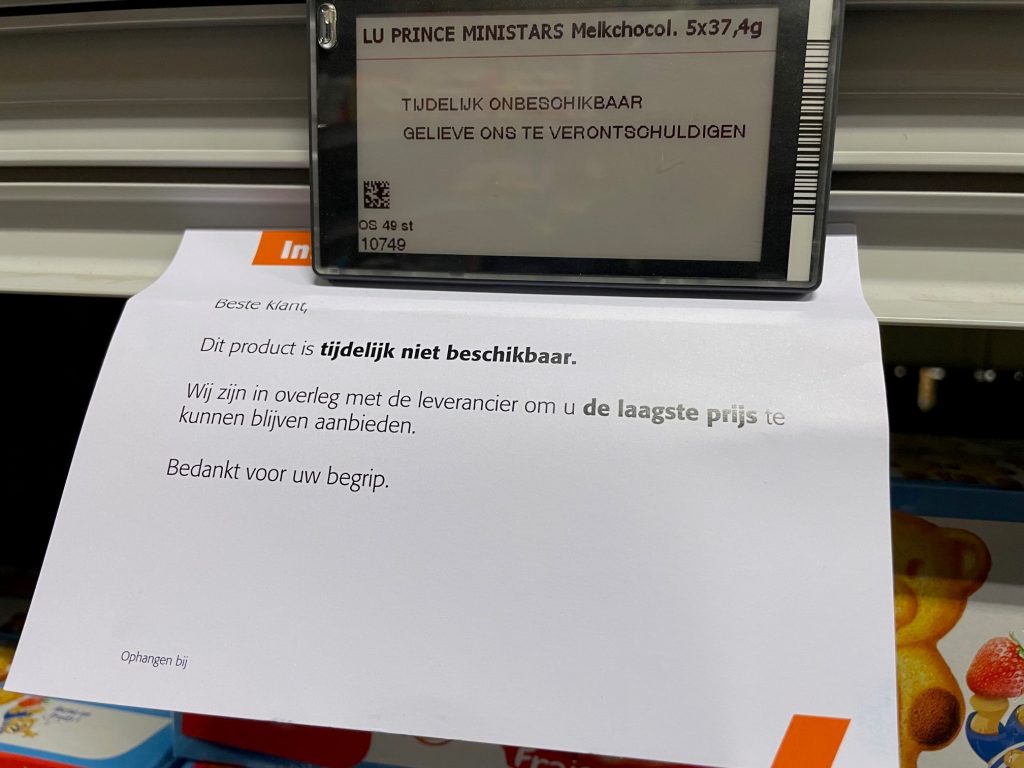 LU PRINCE MINISTARS Melkchocol. 5x37,4g
TIJDELIJK ONBESCHIKBAAR
GELIEVE ONS TE VERONTSCHULDIGEN
OS 49 st
10749
Beste klant,
Dit product is tijdelijk niet beschikbaar.
Wij zijn in overleg met de leverancier om u de laagste prijs te
kunnen blijven aanbieden.
Bedankt voor uw begrip.
Ophangen bij